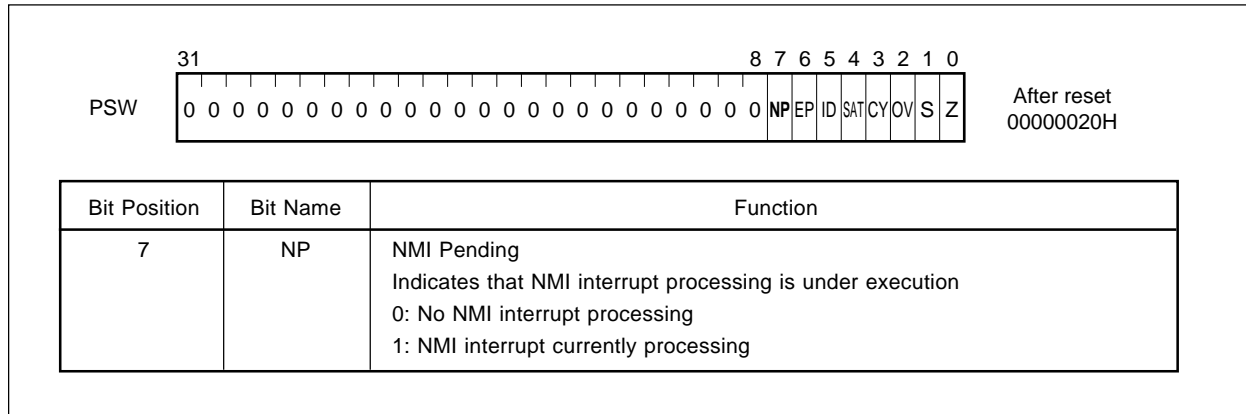 31 8 7 6 5 4 3 2 1 0
PSW 0 0 0 0 0 0 0 0 0 0 0 0 0 0 0 0 0 0 0 0 0 0 0 0 NP EP ID SAT CY OV S Z After reset
00000020H
Bit Position Bit Name Function
7 NP NMI Pending
Indicates that NMI interrupt processing is under execution
0: No NMI interrupt processing
1: NMI interrupt currently processing